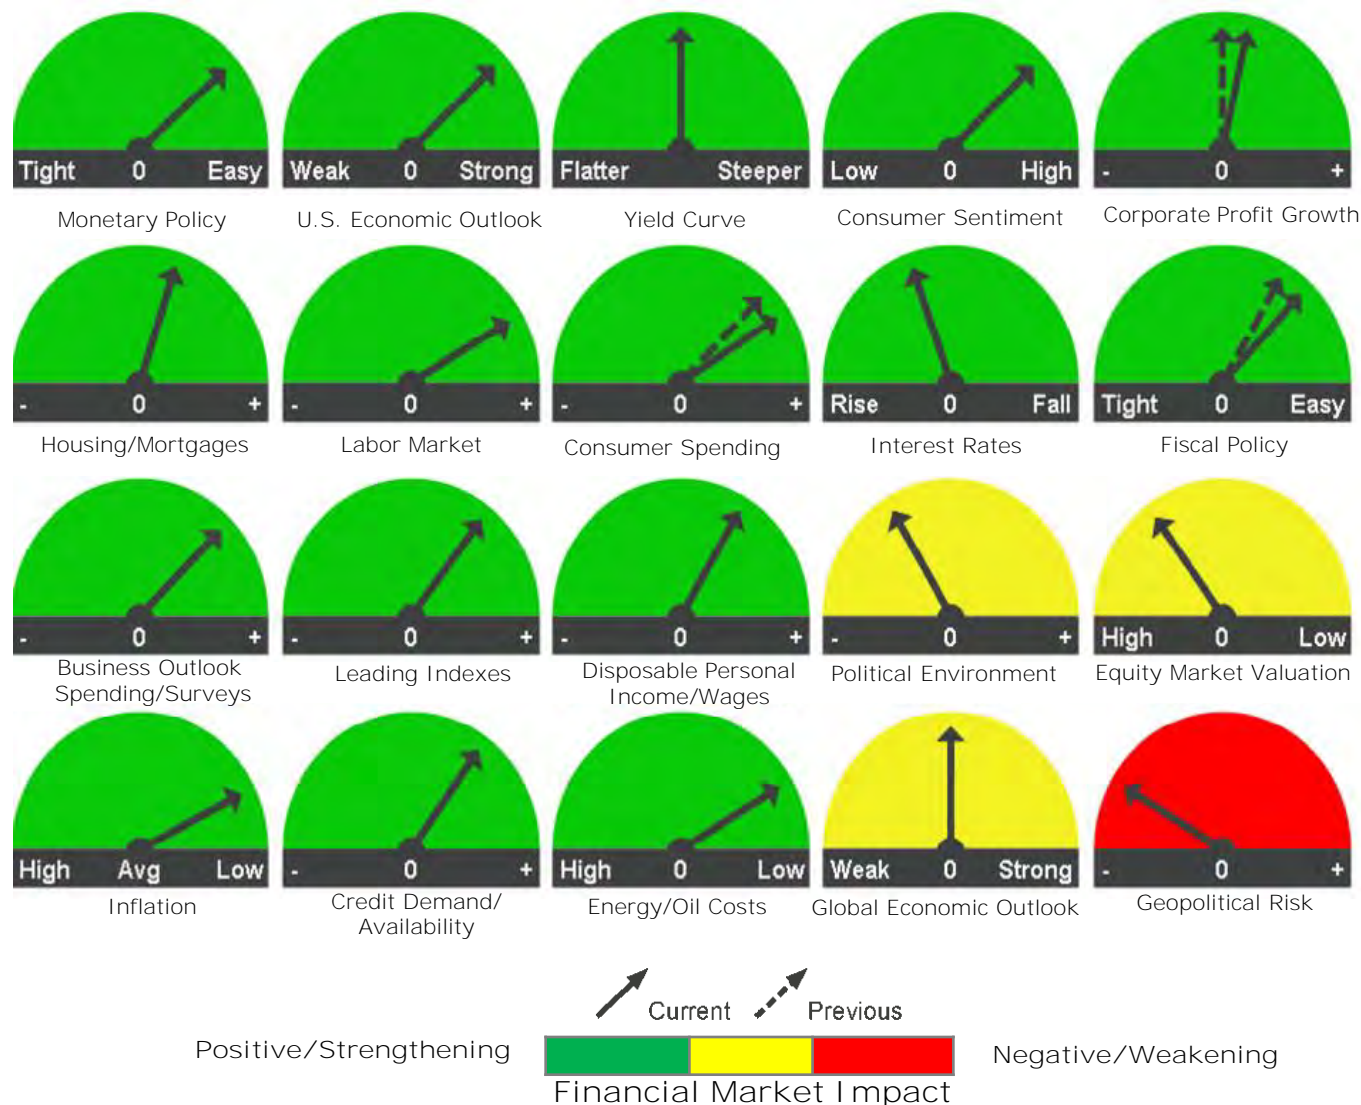 Tight 0 Easy
Weak 0 Strong
Flatter Steeper
Low 0 High
- 0 +
Monetary Policy
U.S. Economic Outlook
Yield Curve
Consumer Sentiment
Corporate Profit Growth
- 0 +
- 0 +
- 0 +
Rise 0 Fall
Tight 0 Easy
Housing/Mortgages
Labor Market
Consumer Spending
Interest Rates
Fiscal Policy
- 0 +
- 0 +
- 0 +
- 0 +
High 0 Low
Business Outlook
Spending/Surveys
Leading Indexes
Disposable Personal
Income/Wages
Political Environment
Equity Market Valuation
High Avg Low
- 0 +
High 0 Low
Weak 0 Strong
- 0 +
Inflation
Credit Demand/
Availability
Energy/Oil Costs
Global Economic Outlook
Geopolitical Risk
Current
Previous
Positive/Strengthening
Negative/Weakening
Financial Market Impact